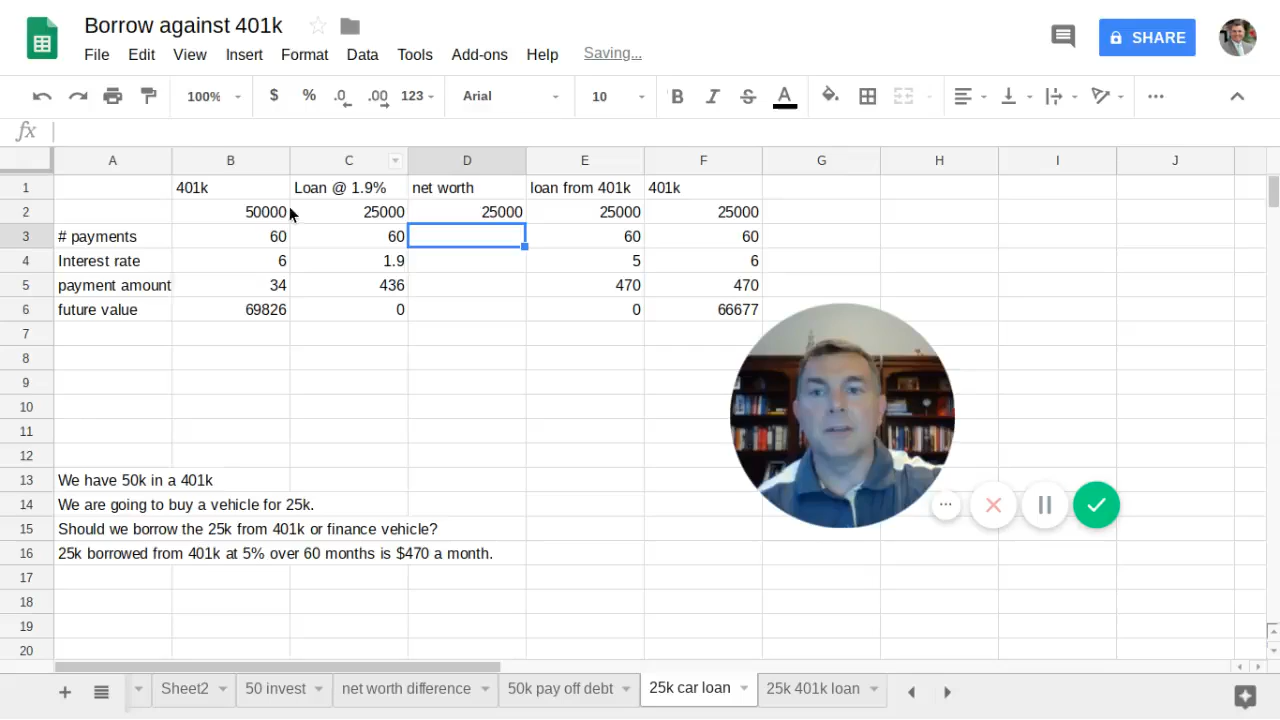 Borrow against 401k
File Edit View Insert Format Data Tools Add-ons Help Saving...
SHARE
100% $ % .0 .00 123 Arial 10 B I S A
fx
A B C D E F G H I J
1 401k Loan @ 1.9% net worth loan from 401k 401k
2 50000 25000 25000 25000 25000
3 # payments 60 60 60 60
4 Interest rate 6 1.9 5 6
5 payment amount 34 436 470 470
6 future value 69826 0 0 66677
7
8
9
10
11
12
13 We have 50k in a 401k
14 We are going to buy a vehicle for 25k.
15 Should we borrow the 25k from 401k or finance vehicle?
16 25k borrowed from 401k at 5% over 60 months is $470 a month.
17
18
19
20
Sheet2 50 invest net worth difference 50k pay off debt 25k car loan 25k 401k loan